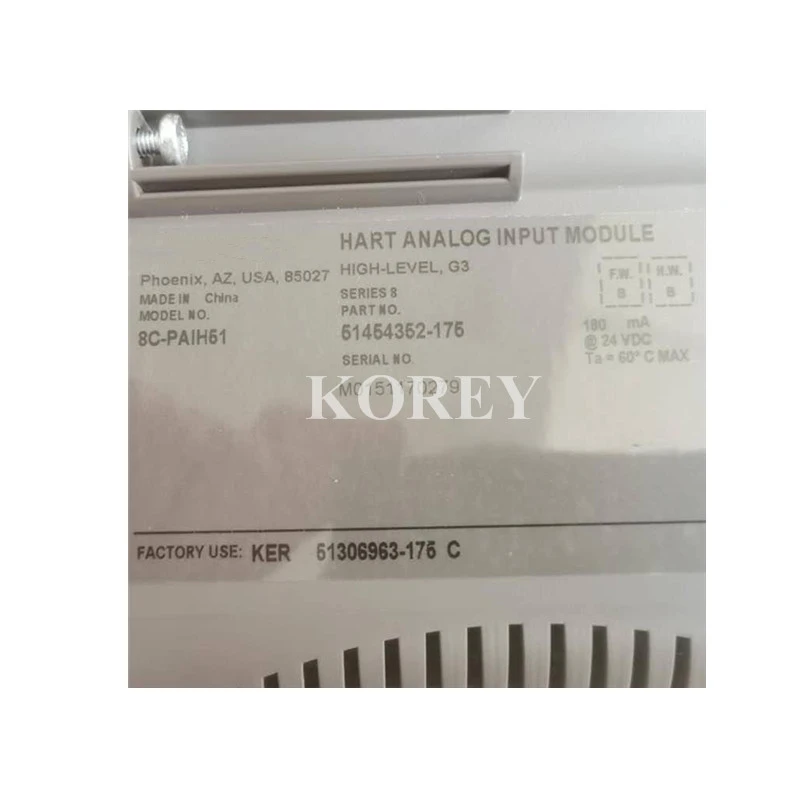 HART ANALOG INPUT MODULE
HIGH-LEVEL, G3
Phoenix, AZ, USA, 85027
MADE IN China
MODEL NO.
8C-PAIH51
SERIES 8
PART NO.
51454352-175
SERIAL NO.
F.W.
B
H.W.
B
180 mA
@ 24 VDC
Ta = 60° C MAX
KOREY
FACTORY USE: KER 51306963-175 C